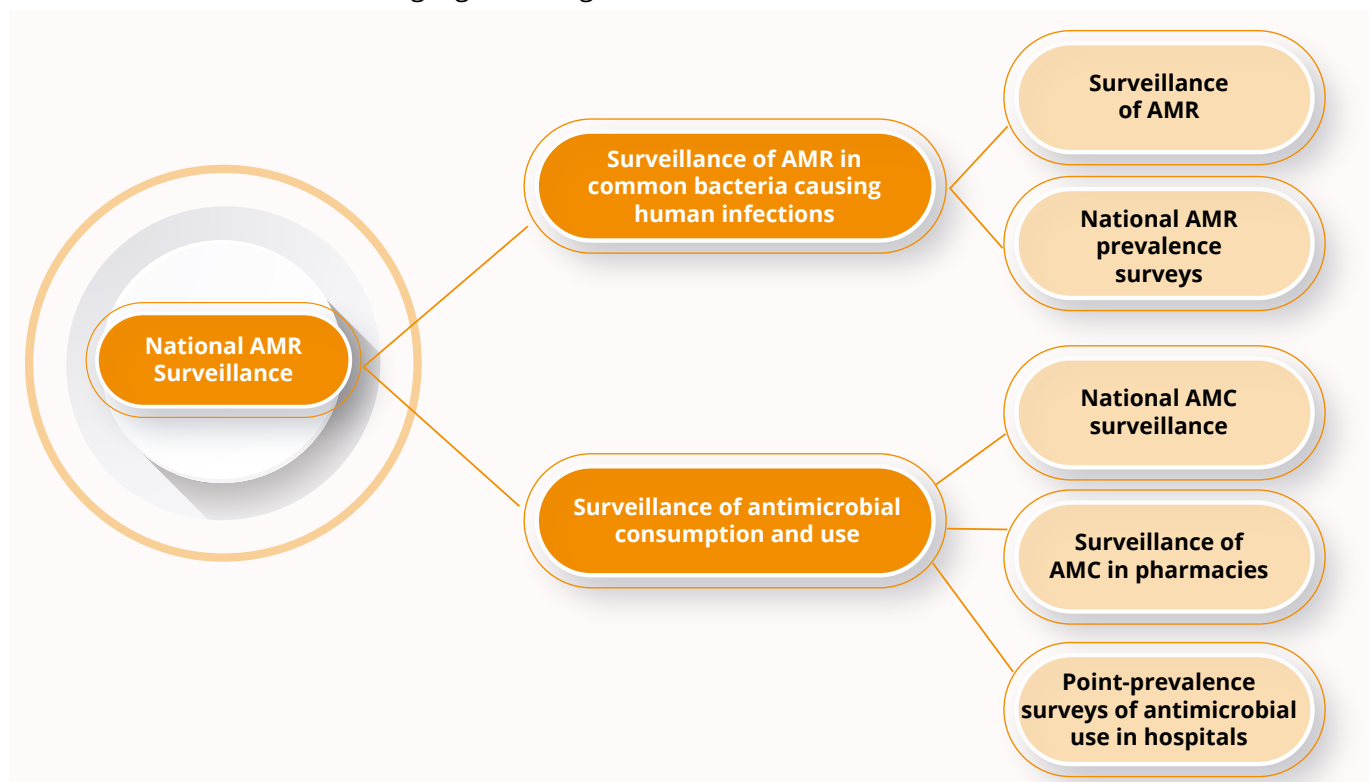 National AMR
Surveillance
Surveillance of AMR in
common bacteria causing
human infections
Surveillance
of AMR
National AMR
prevalence
surveys
Surveillance of antimicrobial
consumption and use
National AMC
surveillance
Surveillance of
AMC in pharmacies
Point-prevalence
surveys of antimicrobial
use in hospitals